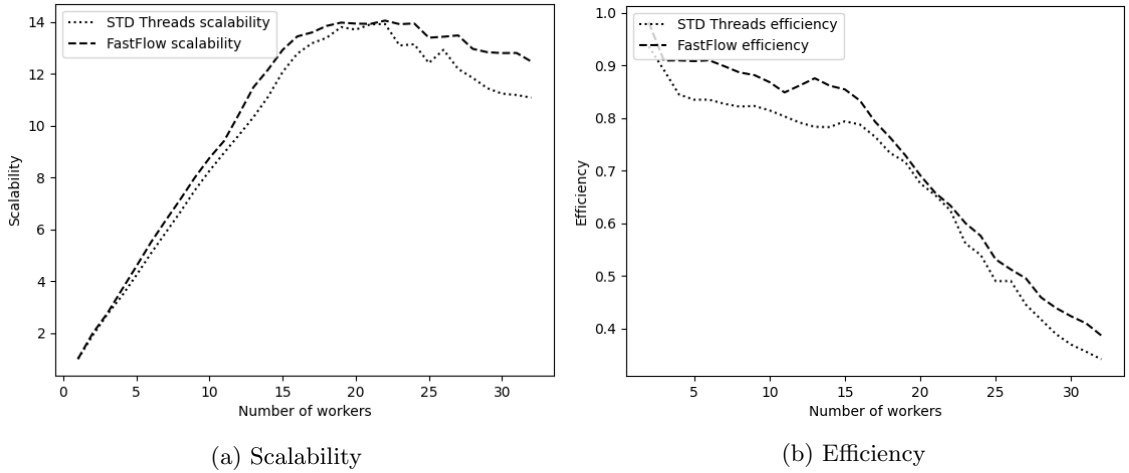 STD Threads scalability
FastFlow scalability
14
12
10
8
6
4
2
Scalability
0 5 10 15 20 25 30
Number of workers
(a) Scalability
STD Threads efficiency
FastFlow efficiency
1.0
0.9
0.8
0.7
0.6
0.5
0.4
Efficiency
5 10 15 20 25 30
Number of workers
(b) Efficiency